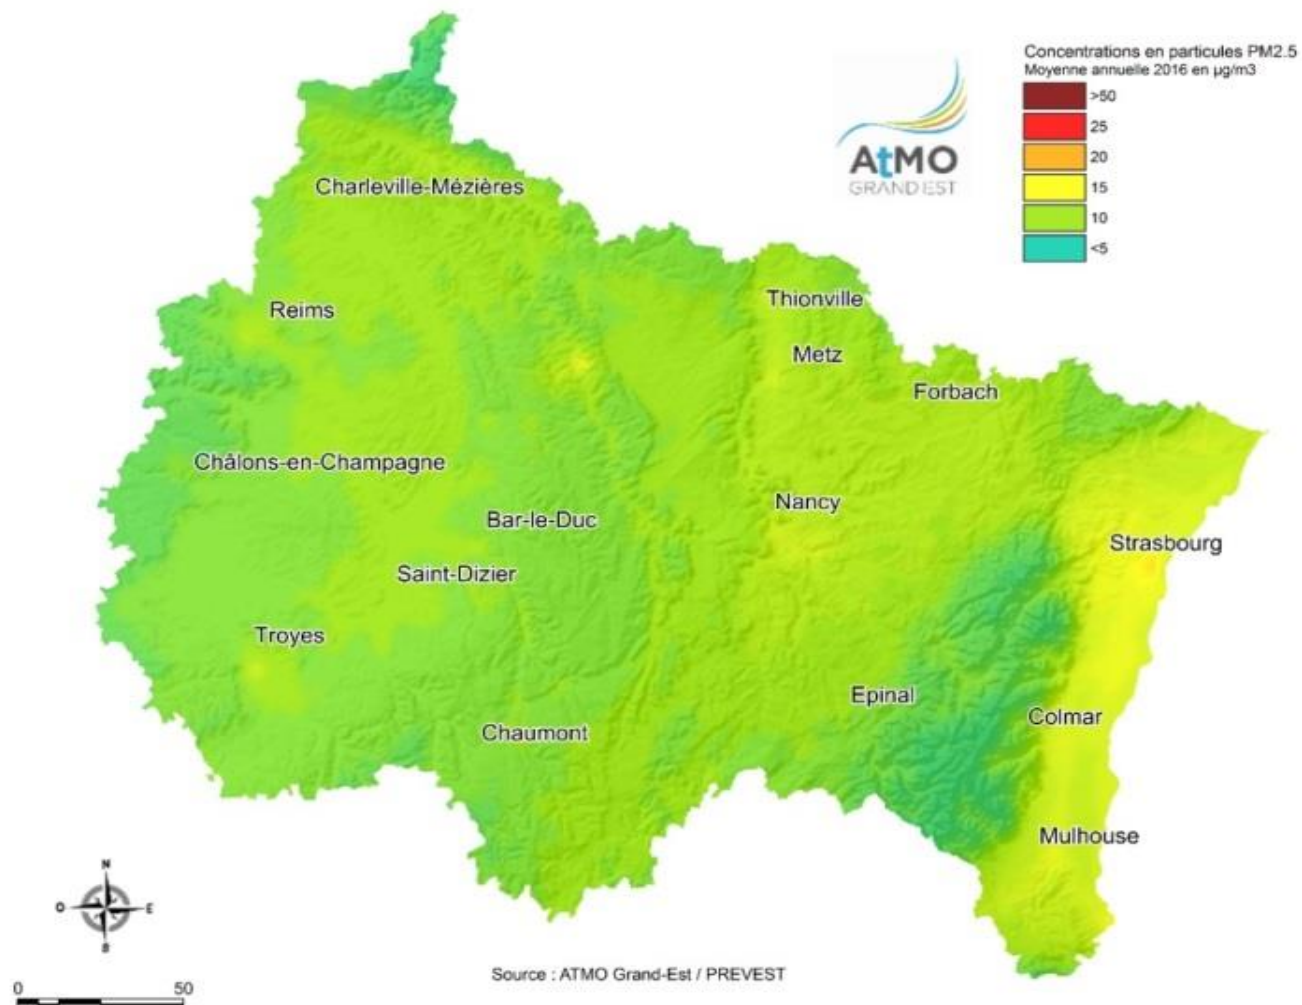 Concentrations en particules PM2.5
Moyenne annuelle 2016 en µg/m3
>50
25
20
15
10
<5
AtMO
GRAND EST
Charleville-Mézières
Reims
Thionville
Metz
Forbach
Châlons-en-Champagne
Nancy
Bar-le-Duc
Strasbourg
Saint-Dizier
Troyes
Epinal
Colmar
Chaumont
Mulhouse
N
O
E
S
Source : ATMO Grand-Est / PREVEST
0
50